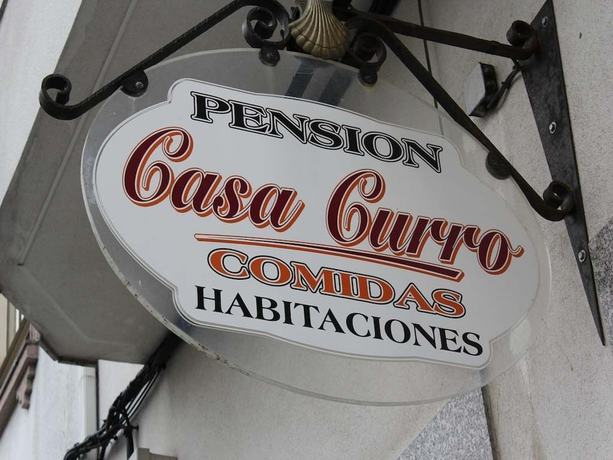 PENSION
Casa Curro
COMIDAS
HABITACIONES